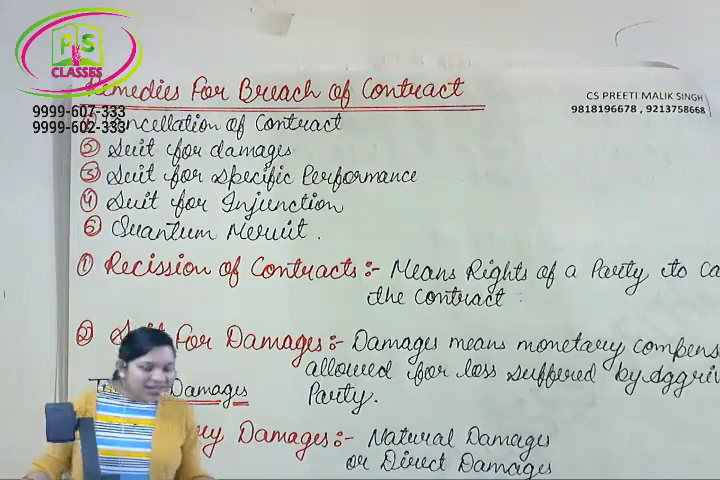 PS
CLASSES
9999-607-333
9999-602-333
CS PREETI MALIK SINGH
9818196678 , 9213758668
Remedies For Breach of Contract
Cancellation of Contract
② Suit for damages
③ Suit for Specific Performance
④ Suit for Injunction
⑤ Quantum Meruit .
① Recission of Contracts :- Means Rights of a Party to Ca
the contract
② For Damages :- Damages means monetary compens
allowed for loss suffered by aggriv
Party.
Damages
Damages :- Natural Damages
or Direct Damages